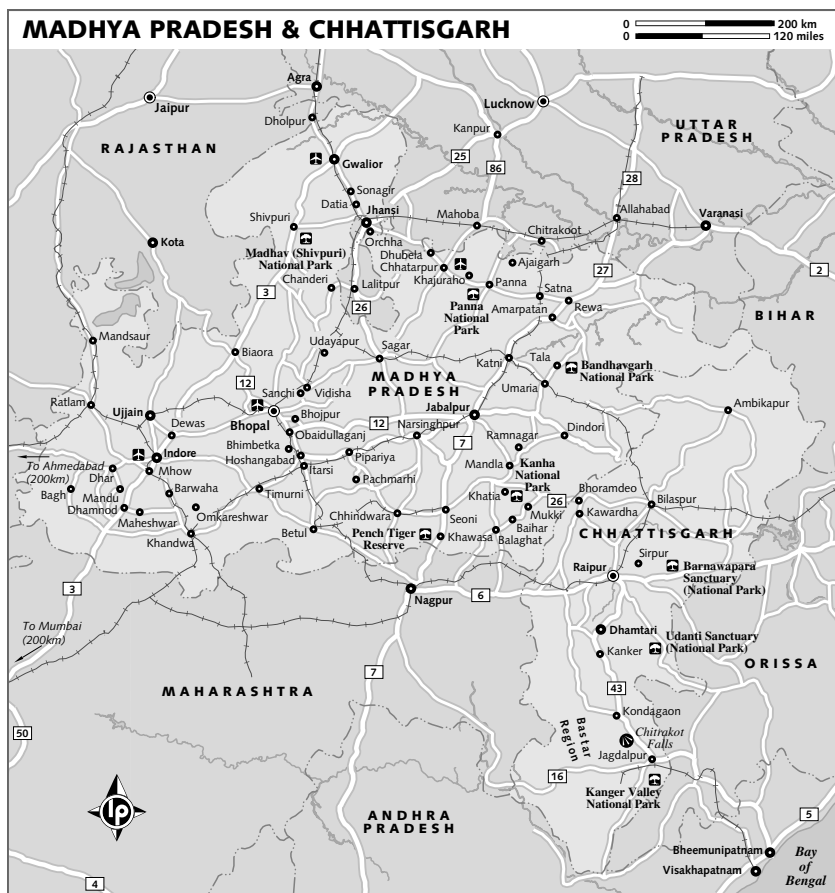 MADHYA PRADESH & CHHATTISGARH
0 200 km
0 120 miles
Agra
Jaipur
Lucknow
Dholpur
Kanpur
UTTAR
PRADESH
RAJASTHAN
Gwalior
25
86
28
Sonagir
Datia
Shivpuri
Jhansi
Mahoba
Allahabad
Varanasi
Orchha
Chitrakoot
Kota
Madhav (Shivpuri)
National Park
Dhubela
Chhatarpur
Ajaigarh
Khajuraho
Panna
27
2
Chanderi
3
Lalitpur
Satna
26
Panna
National
Park
Amarpatan
Rewa
BIHAR
Mandsaur
Udayapur
Biaora
Sagar
Katni
Tala
Bandhavgarh
National Park
MADHYA
PRADESH
12
Sanchi
Vidisha
Umaria
Ratlam
Ujjain
Bhopal
Bhojpur
Jabalpur
Ambikapur
Dewas
Obaidullaganj
12
Narsinghpur
Dindori
7
Bhimbetka
Ramnagar
Indore
Hoshangabad
Pipariya
To Ahmedabad
(200km)
Mhow
Itarsi
Mandla
Kanha
National
Park
Dhar
Pachmarhi
Bagh
Mandu
Barwaha
Timurni
Khatia
Bhoramdeo
26
Bilaspur
Dhamnod
Omkareshwar
Chhindwara
Seoni
Mukki
Kawardha
Maheshwar
Baihar
CHHATTISGARH
Khandwa
Betul
Pench Tiger
Reserve
Khawasa
Balaghat
Sirpur
Raipur
Barnawapara
Sanctuary
(National Park)
3
Nagpur
6
To Mumbai
(200km)
Dhamtari
Udanti Sanctuary
(National Park)
Kanker
ORISSA
MAHARASHTRA
7
43
Kondagaon
50
Bastar
Region
Chitrakot
Falls
Jagdalpur
16
Kanger Valley
National Park
lp
ANDHRA
PRADESH
5
Bheemunipatnam
Bay
of
Bengal
Visakhapatnam
4